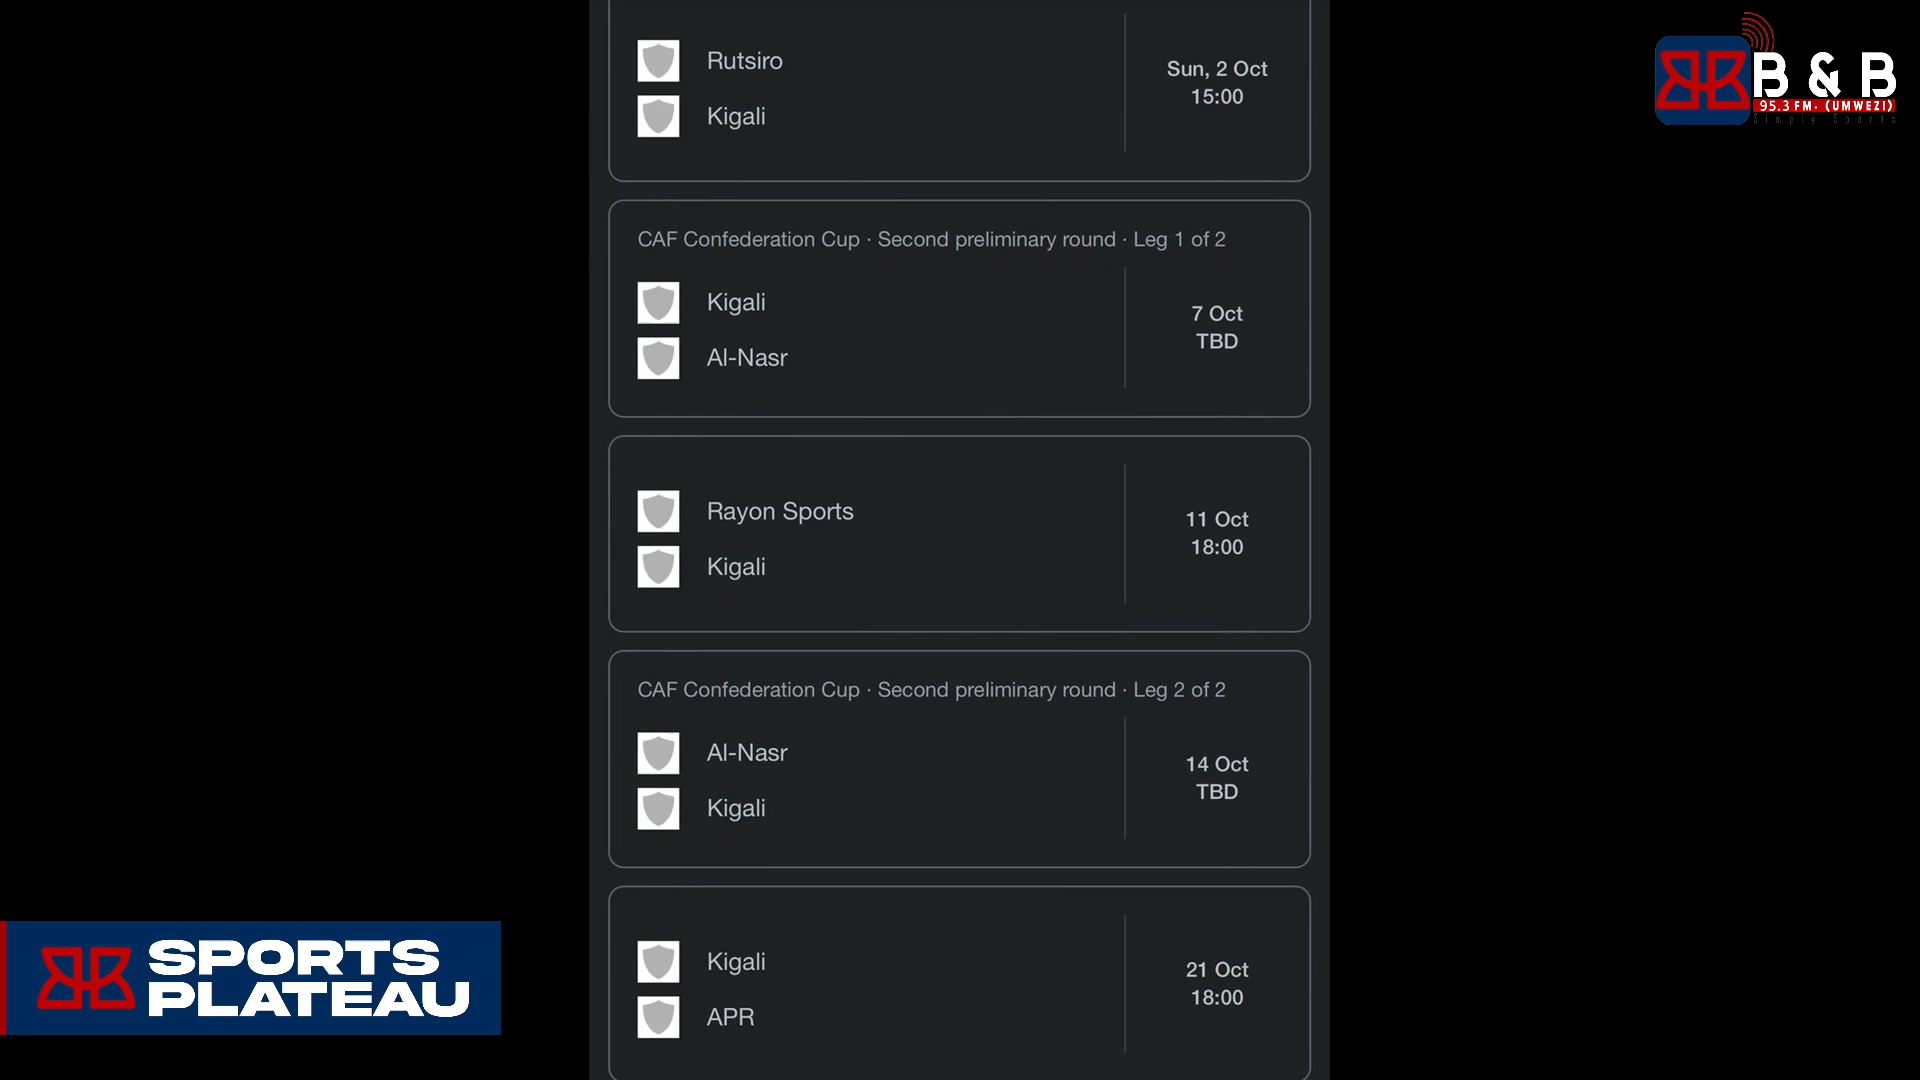 Rutsiro
Kigali
Sun, 2 Oct
15:00
CAF Confederation Cup · Second preliminary round · Leg 1 of 2
Kigali
Al-Nasr
7 Oct
TBD
Rayon Sports
Kigali
11 Oct
18:00
CAF Confederation Cup · Second preliminary round · Leg 2 of 2
Al-Nasr
Kigali
14 Oct
TBD
Kigali
APR
21 Oct
18:00
B & B
95.3 FM. (UMWEZI)
Simply Sports
SPORTS
PLATEAU